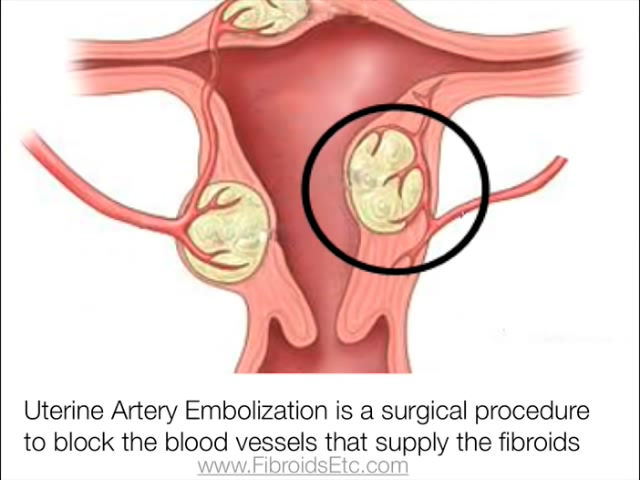 Uterine Artery Embolization is a surgical procedure
to block the blood vessels that supply the fibroids
www.FibroidsEtc.com